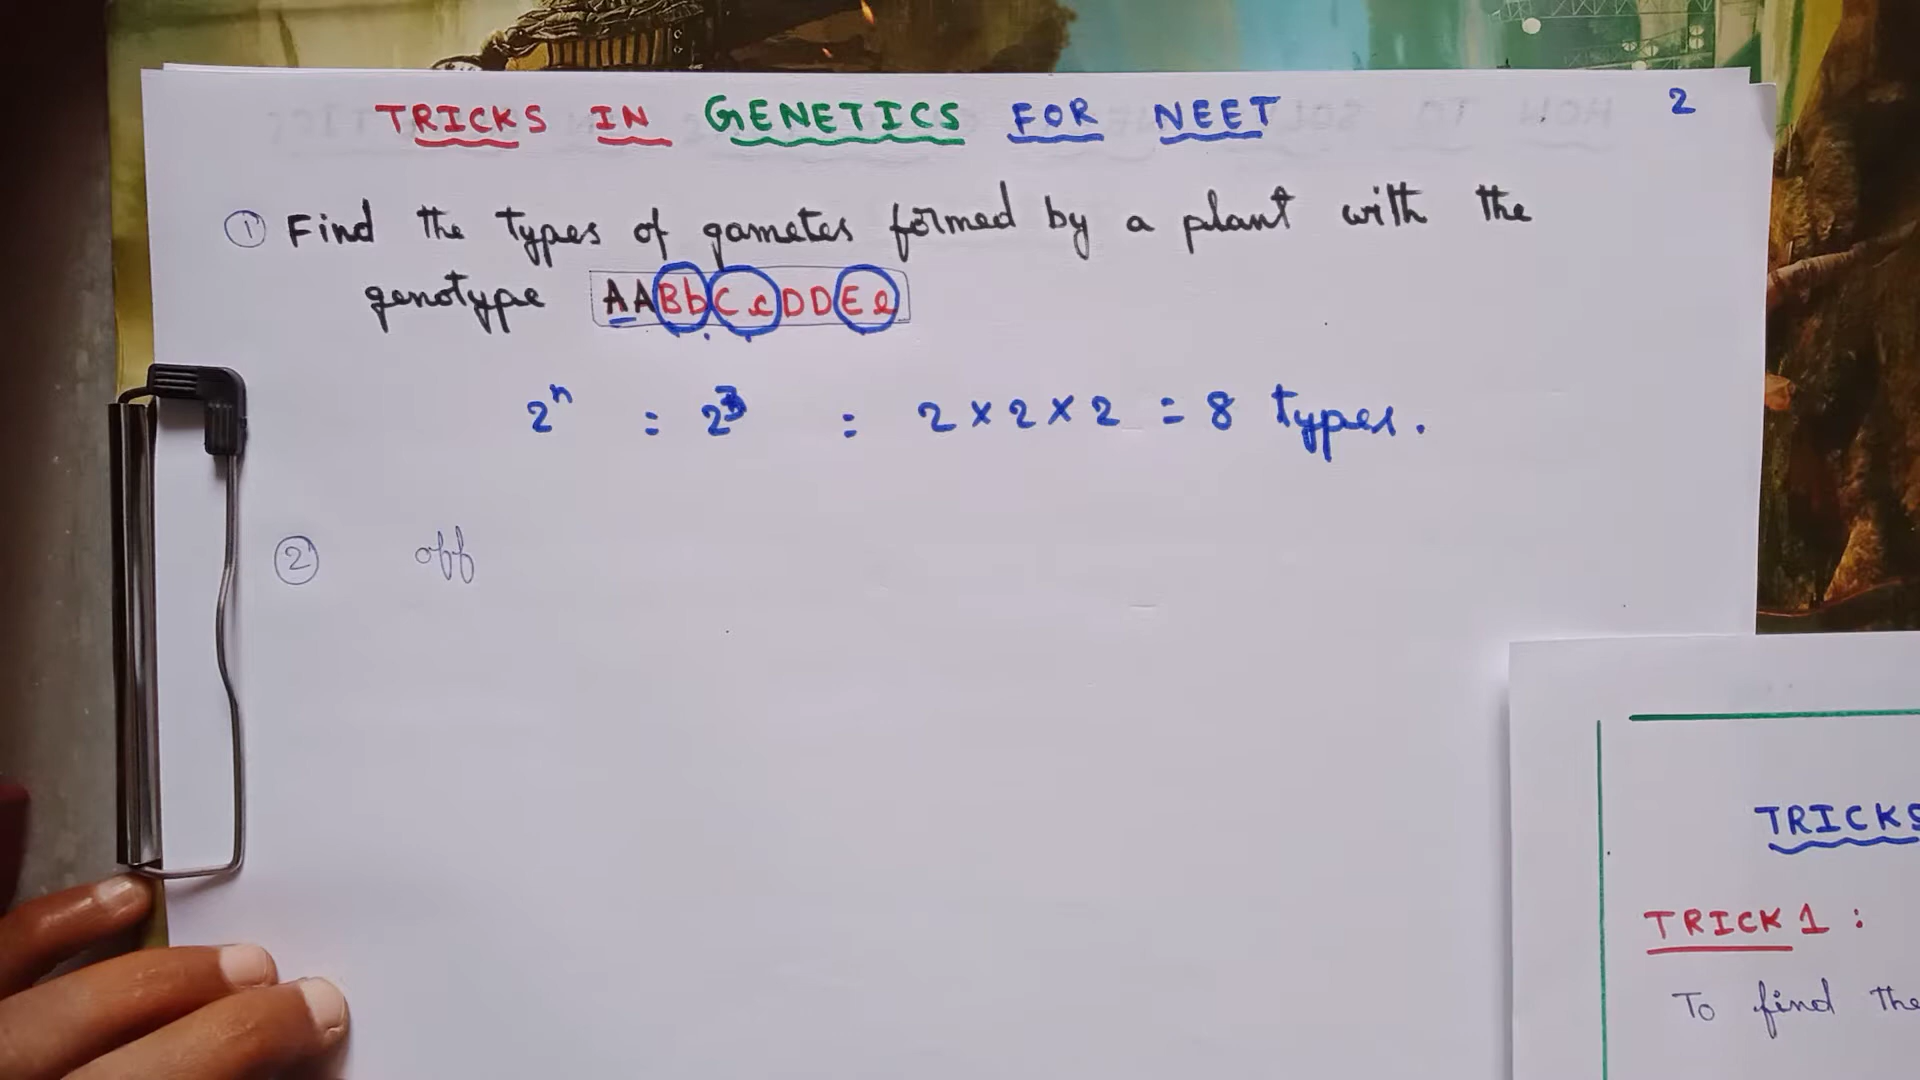 TRICKS IN GENETICS FOR NEET
2
① Find the types of gametes formed by a plant with the
genotype AABbCcDDEe
2ⁿ = 2³ = 2 × 2 × 2 = 8 types.
② off
TRICKS
TRICK 1 :
To find the